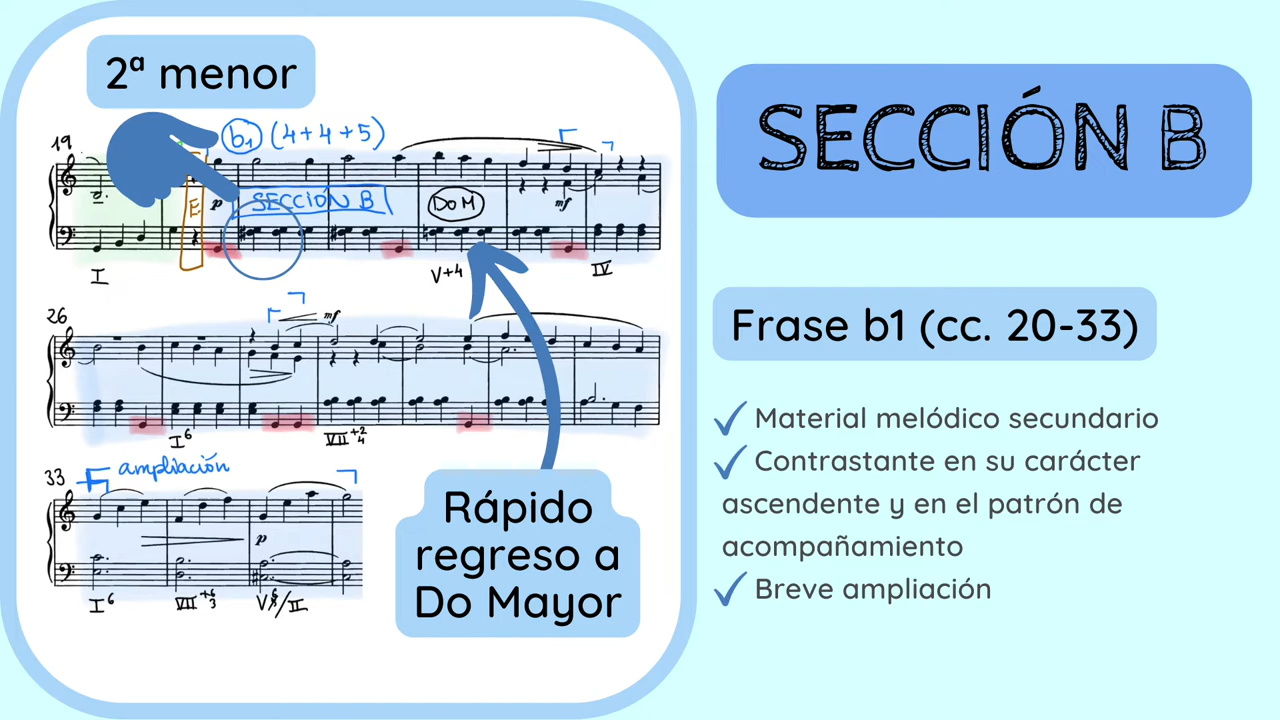 2ª menor
19
b1 (4+4+5)
E
p
SECCIÓN B
DO M
mf
I
V+4
IV
26
mf
I6
VII+2 4
33
ampliación
p
I6
VII+6 3
Rápido
regreso a
Do Mayor
SECCIÓN B
Frase b1 (cc. 20-33)
✓ Material melódico secundario
✓ Contrastante en su carácter
ascendente y en el patrón de
acompañamiento
✓ Breve ampliación